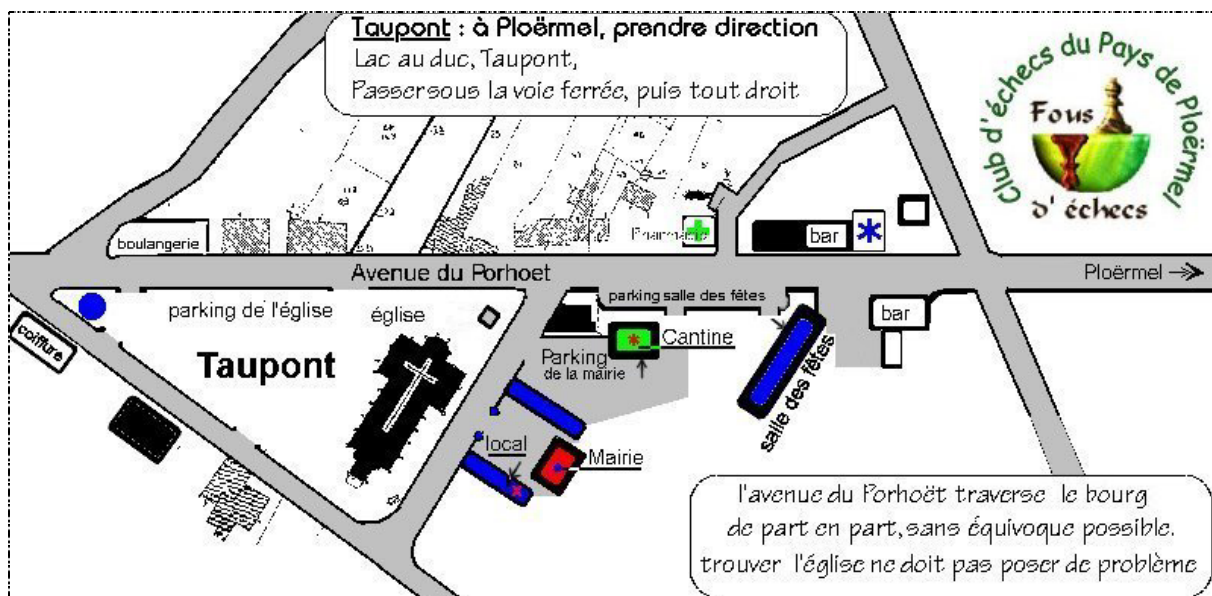 Taupont : à Ploërmel, prendre direction
Lac au duc, Taupont,
Passer sous la voie ferrée, puis tout droit
Club d'échecs du Pays de Ploërmel
Fous
d' échecs
boulangerie
Pharmacie
bar
Avenue du Porhoet
Ploërmel
parking de l'église
église
parking salle des fêtes
bar
coiffure
Cantine
Taupont
Parking
de la mairie
salle des fêtes
local
Mairie
l'avenue du Porhoët traverse le bourg
de part en part, sans équivoque possible.
trouver l'église ne doit pas poser de problème